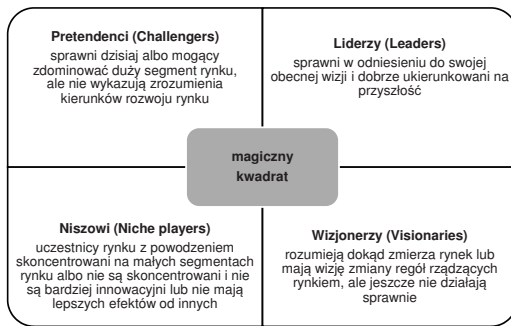 Pretendenci (Challengers)
sprawni dzisiaj albo mogący
zdominować duży segment rynku,
ale nie wykazują zrozumienia
kierunków rozwoju rynku
Liderzy (Leaders)
sprawni w odniesieniu do swojej
obecnej wizji i dobrze ukierunkowani na
przyszłość
magiczny
kwadrat
Niszowi (Niche players)
uczestnicy rynku z powodzeniem
skoncentrowani na małych segmentach
rynku albo nie są skoncentrowani i nie
są bardziej innowacyjni lub nie mają
lepszych efektów od innych
Wizjonerzy (Visionaries)
rozumieją dokąd zmierza rynek lub
mają wizję zmiany regół rządzących
rynkiem, ale jeszcze nie działają
sprawnie